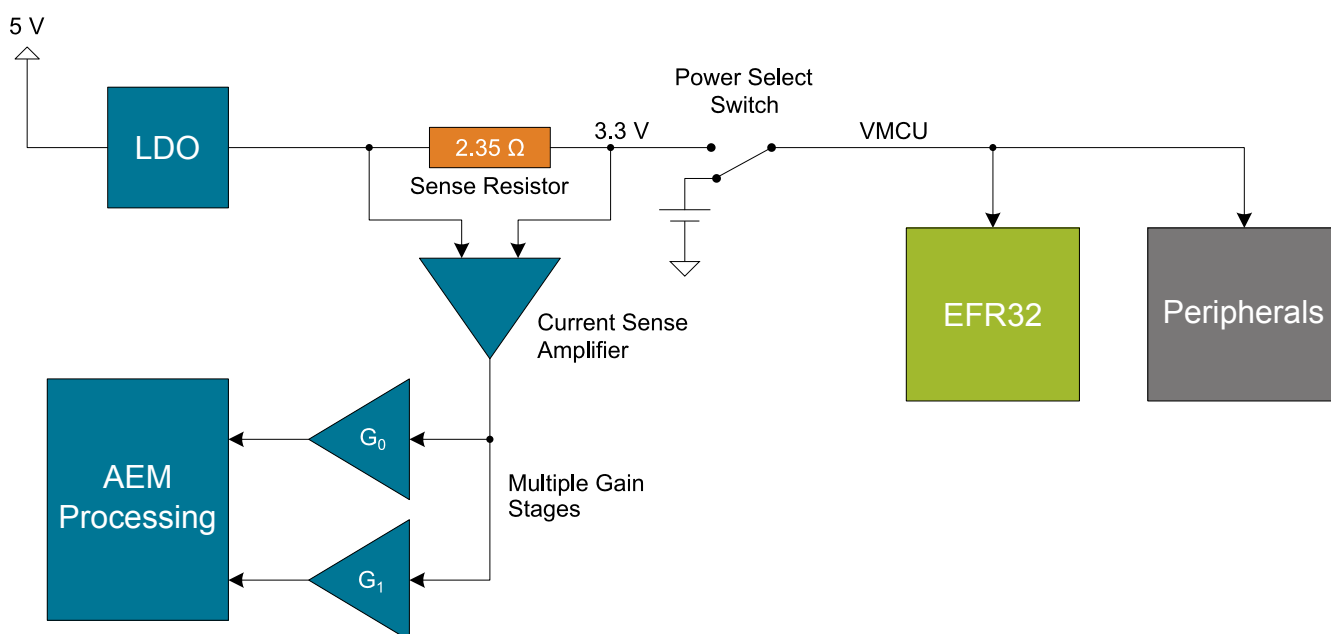 5 V
LDO
2.35 Ω
Sense Resistor
3.3 V
Power Select
Switch
VMCU
EFR32
Peripherals
Current Sense
Amplifier
G₀
AEM
Processing
Multiple Gain
Stages
G₁